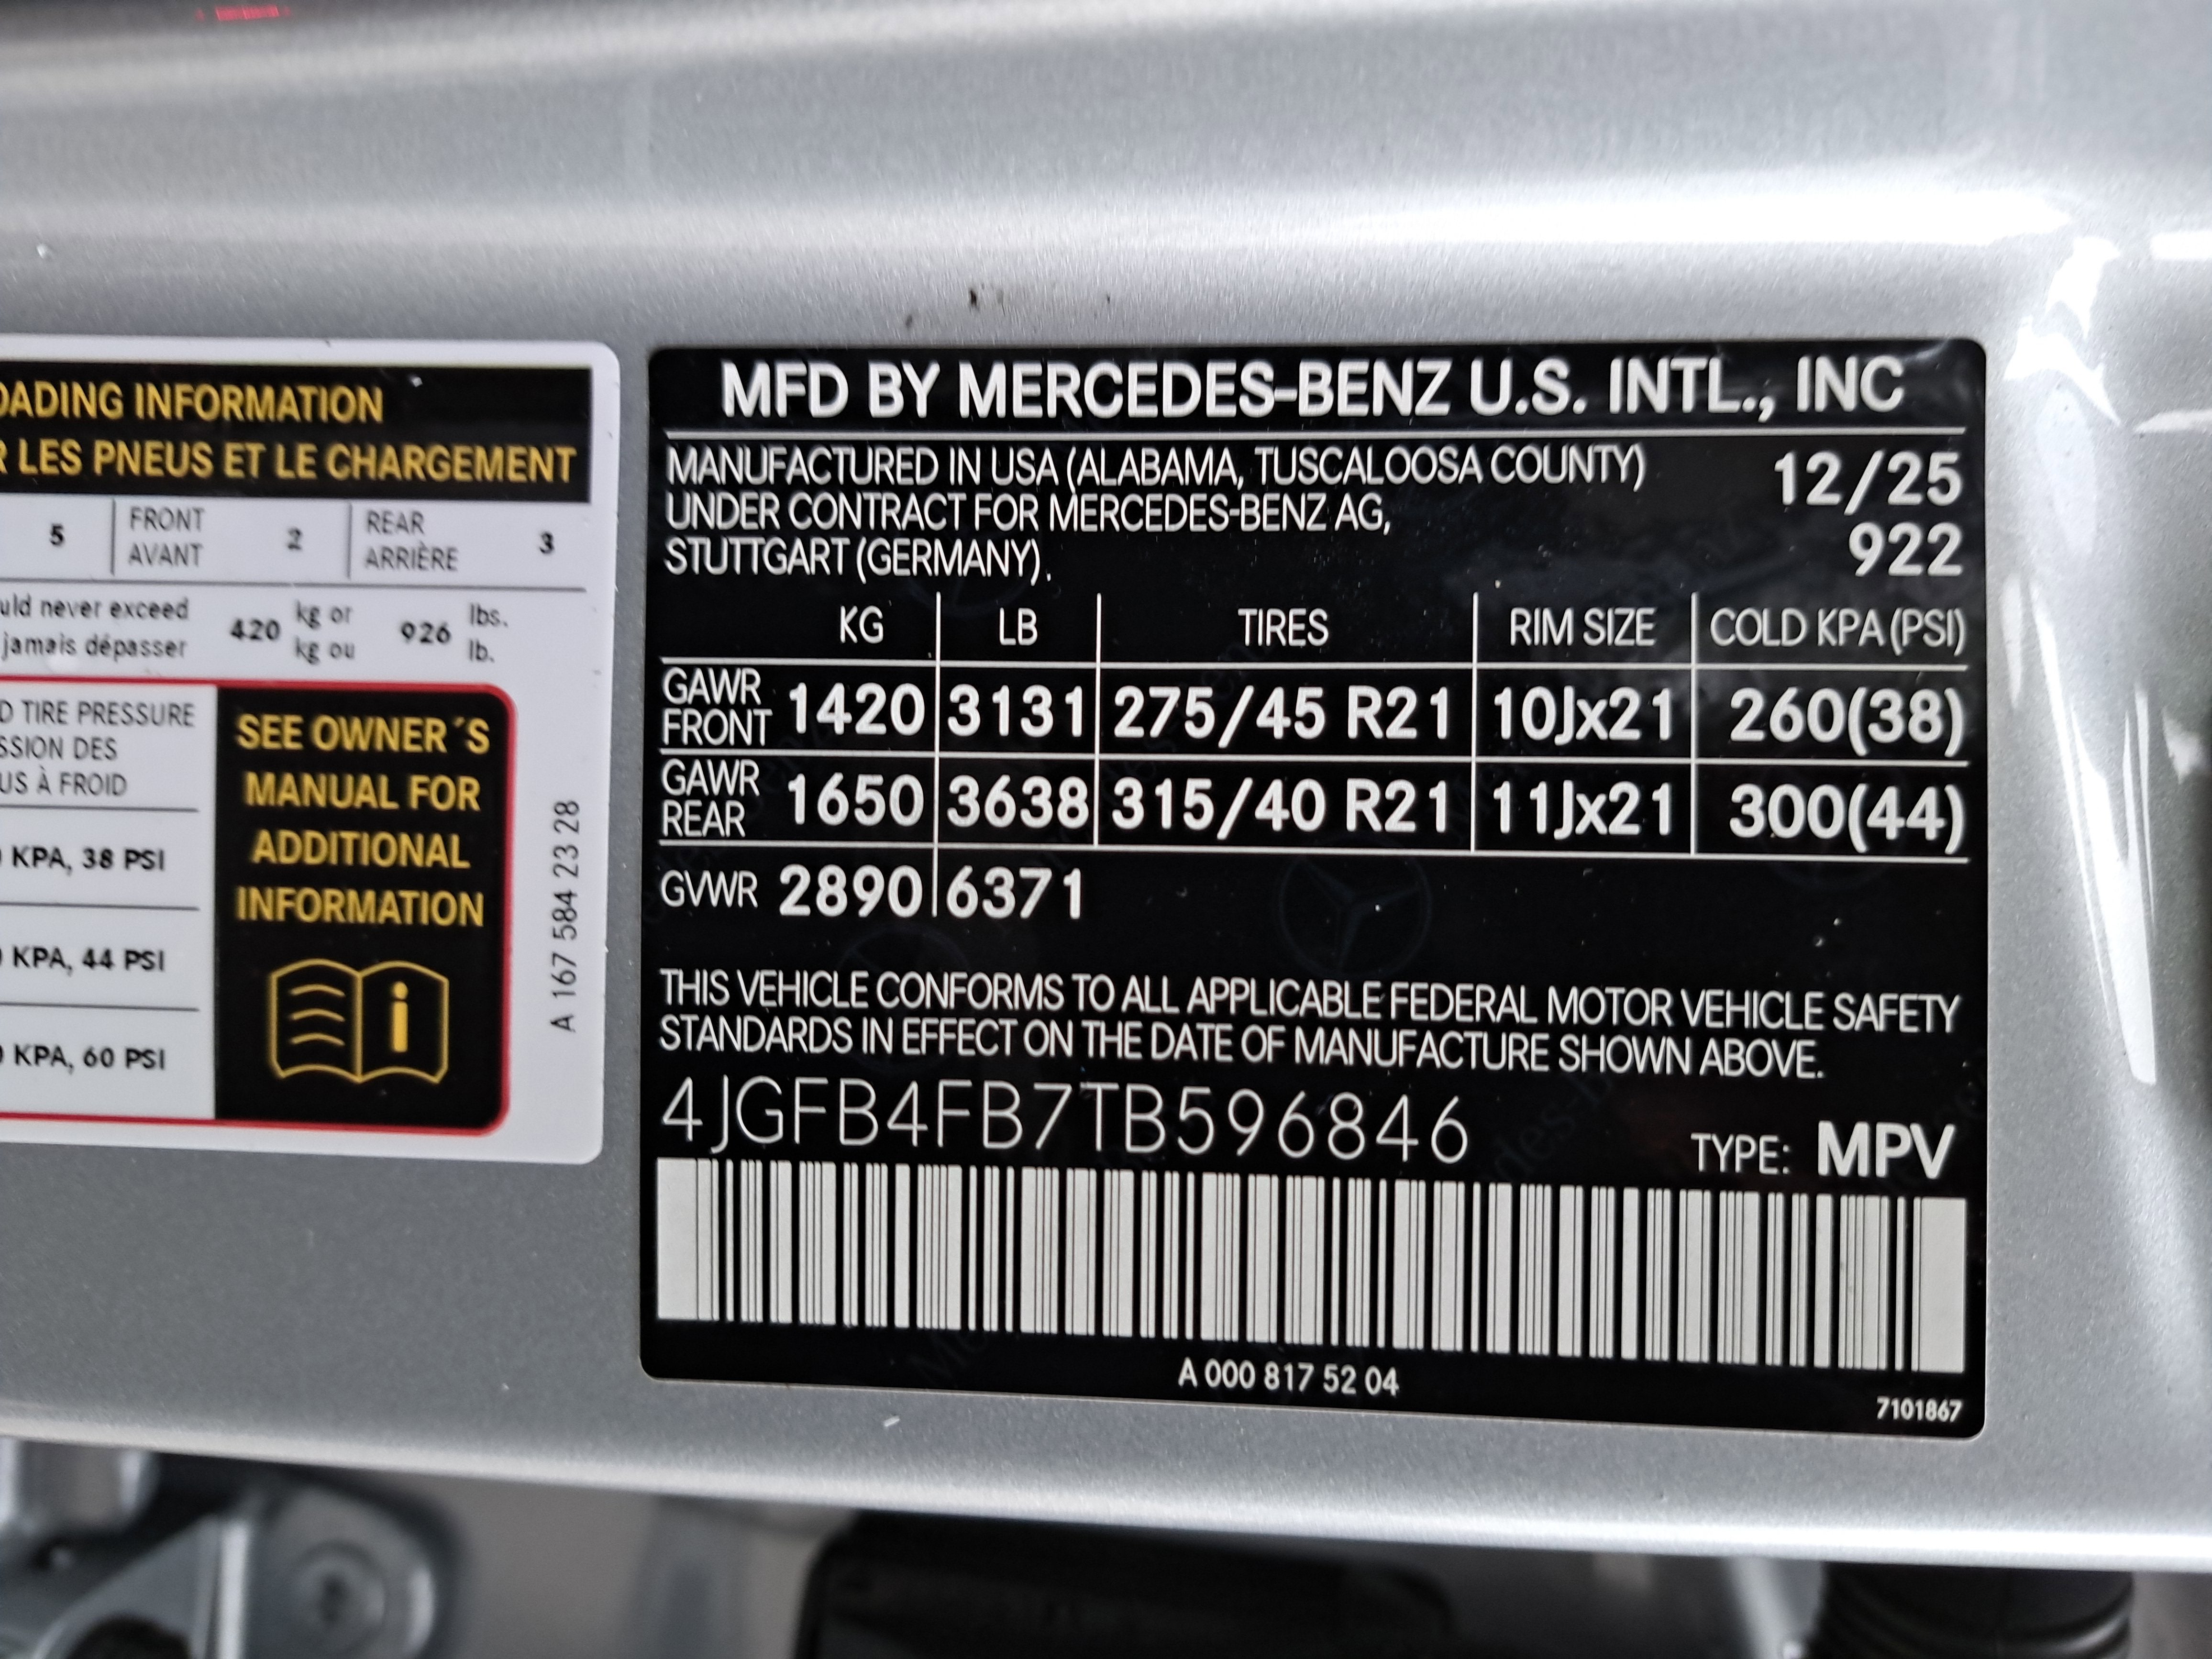 OADING INFORMATION
R LES PNEUS ET LE CHARGEMENT
5 FRONT AVANT 2 REAR ARRIÈRE 3
uld never exceed 420 kg or 926 lbs.
jamais dépasser kg ou lb.
D TIRE PRESSURE
SSION DES
US À FROID
KPA, 38 PSI
KPA, 44 PSI
KPA, 60 PSI
SEE OWNER´S
MANUAL FOR
ADDITIONAL
INFORMATION
A 167 584 23 28
MFD BY MERCEDES-BENZ U.S. INTL., INC
MANUFACTURED IN USA (ALABAMA, TUSCALOOSA COUNTY) 12/25
UNDER CONTRACT FOR MERCEDES-BENZ AG, 922
STUTTGART (GERMANY).
KG LB TIRES RIM SIZE COLD KPA (PSI)
GAWR FRONT 1420 3131 275/45 R21 10Jx21 260(38)
GAWR REAR 1650 3638 315/40 R21 11Jx21 300(44)
GVWR 2890 6371
THIS VEHICLE CONFORMS TO ALL APPLICABLE FEDERAL MOTOR VEHICLE SAFETY
STANDARDS IN EFFECT ON THE DATE OF MANUFACTURE SHOWN ABOVE.
4JGFB4FB7TB596846 TYPE: MPV
A 000 817 52 04
7101867